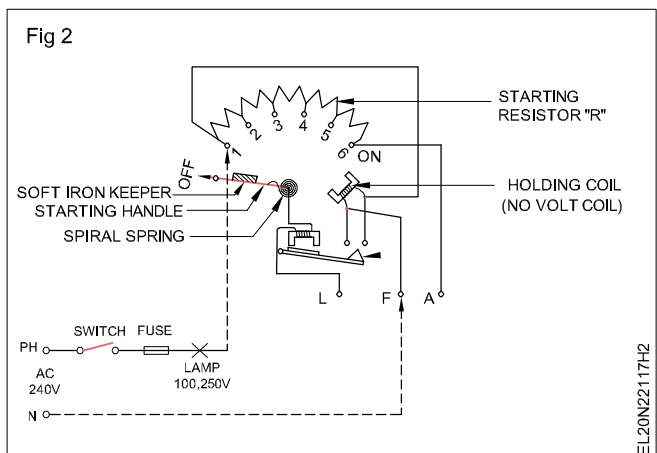 Fig 2
STARTING
RESISTOR "R"
1
2
3
4
5
6
ON
OFF
SOFT IRON KEEPER
STARTING HANDLE
SPIRAL SPRING
HOLDING COIL
(NO VOLT COIL)
L
F
A
SWITCH
FUSE
PH
AC
240V
LAMP
100,250V
N
EL20N22117H2